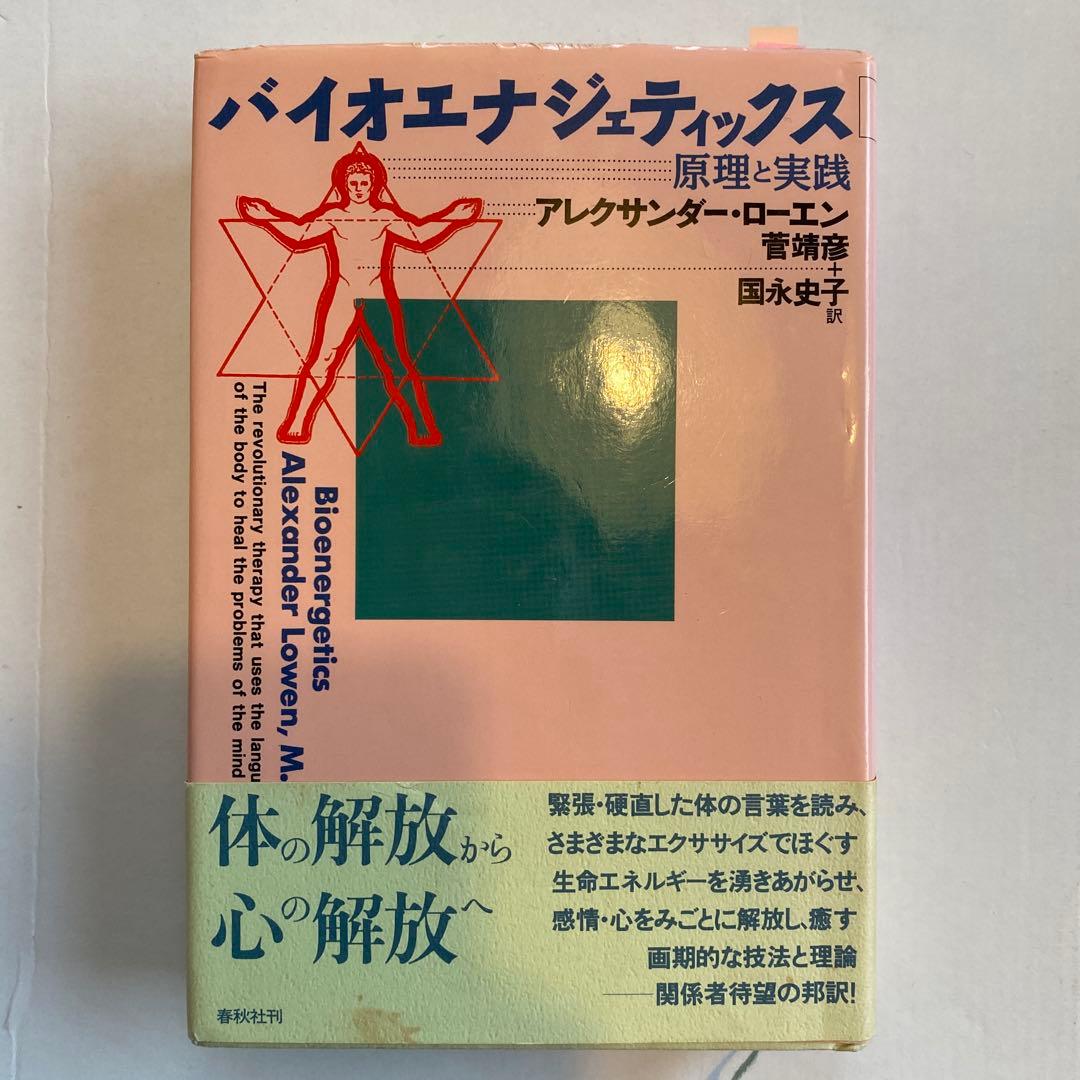 バイオエナジェティックス
原理と実践
アレクサンダー・ローエン
菅靖彦
+
国永史子
訳
Bioenergetics
Alexander Lowen, M.
The revolutionary therapy that uses the langu
of the body to heal the problems of the mind
体の解放から
心の解放へ
緊張・硬直した体の言葉を読み、
さまざまなエクササイズでほぐす
生命エネルギーを湧きあがらせ、
感情・心をみごとに解放し、癒す
画期的な技法と理論
——関係者待望の邦訳!
春秋社刊